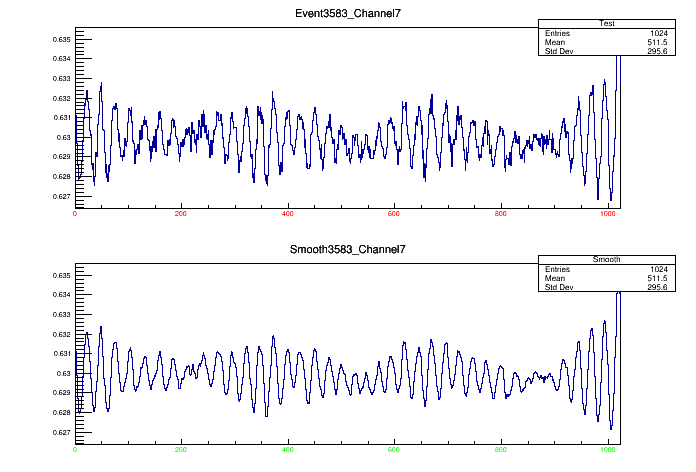 Event3583_Channel7
Test
Entries 1024
Mean 511.5
Std Dev 295.6
0.635
0.634
0.633
0.632
0.631
0.63
0.629
0.628
0.627
0 200 400 600 800 1000
Smooth3583_Channel7
Smooth
Entries 1024
Mean 511.5
Std Dev 295.6
0.635
0.634
0.633
0.632
0.631
0.63
0.629
0.628
0.627
0 200 400 600 800 1000